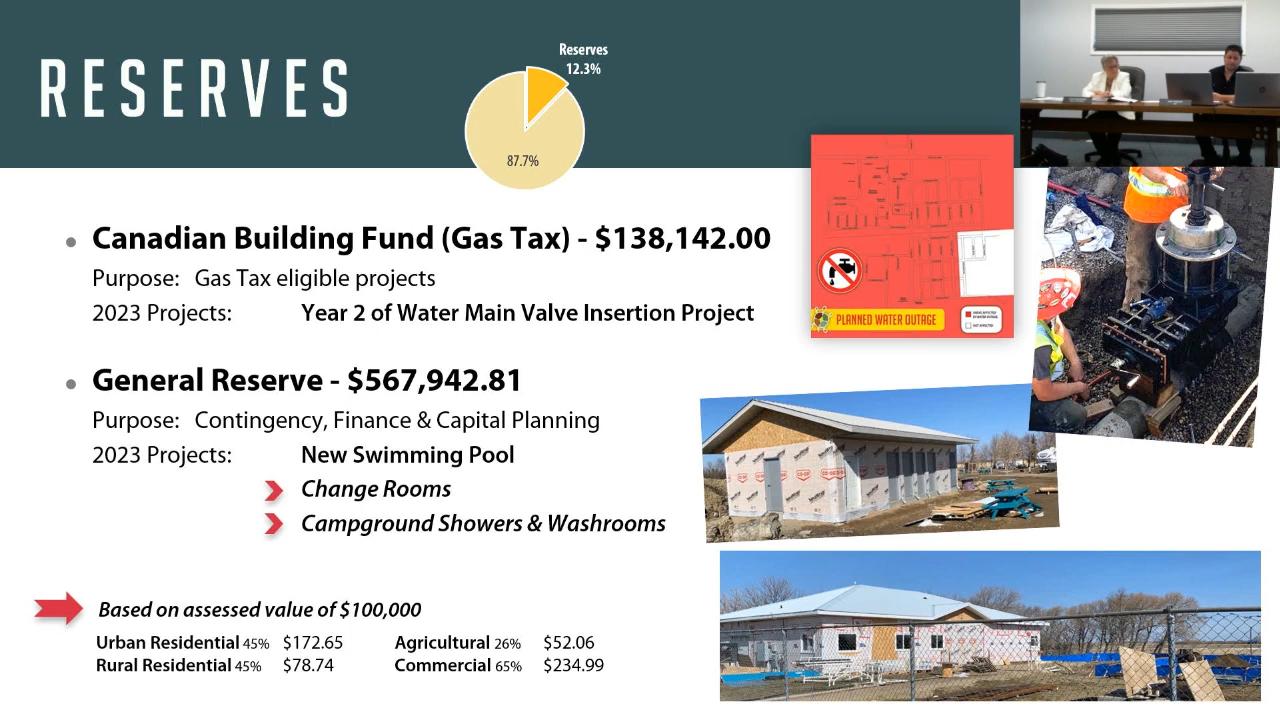 RESERVES
Reserves
12.3%
87.7%
Canadian Building Fund (Gas Tax) - $138,142.00
Purpose: Gas Tax eligible projects
2023 Projects: Year 2 of Water Main Valve Insertion Project
PLANNED WATER OUTAGE
NOT AFFECTED
General Reserve - $567,942.81
Purpose: Contingency, Finance & Capital Planning
2023 Projects: New Swimming Pool
Change Rooms
Campground Showers & Washrooms
CO-OP
Based on assessed value of $100,000
Urban Residential 45% $172.65 Agricultural 26% $52.06
Rural Residential 45% $78.74 Commercial 65% $234.99